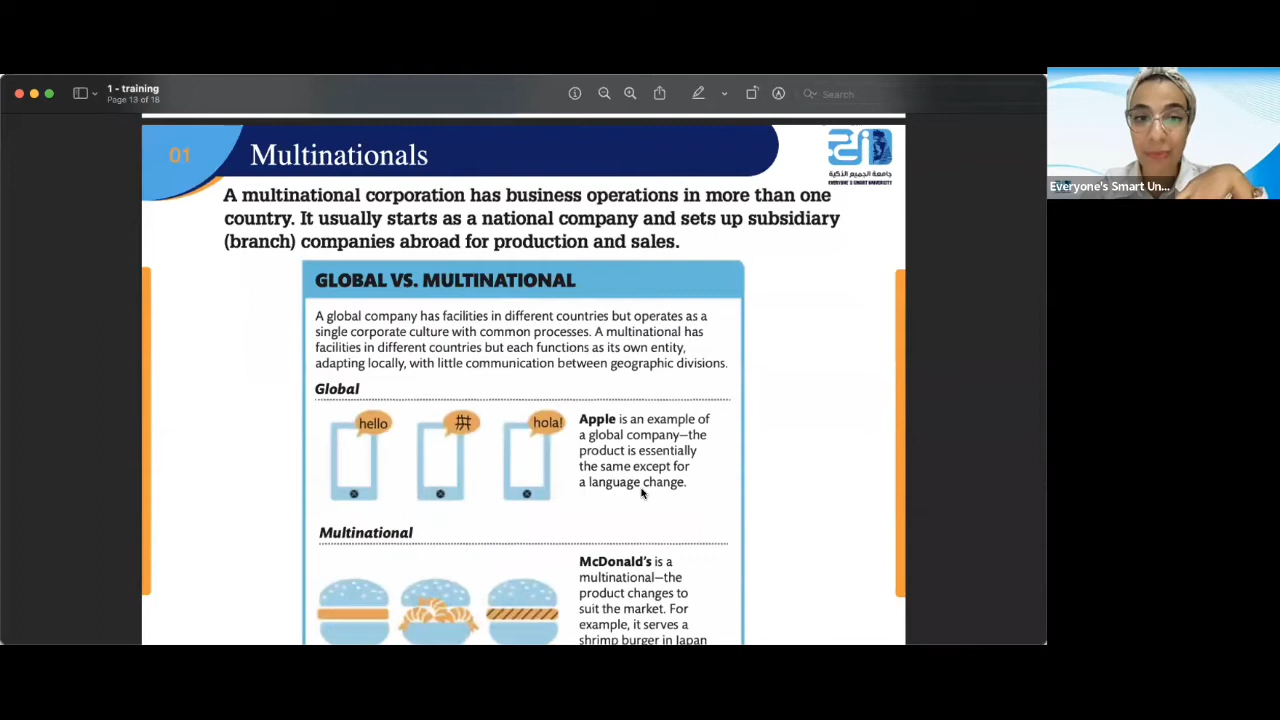 1 - training
Page 13 of 18
Search
01
Multinationals
جامعة الجميع الذكية
EVERYONE'S SMART UNIVERSITY
A multinational corporation has business operations in more than one
country. It usually starts as a national company and sets up subsidiary
(branch) companies abroad for production and sales.
GLOBAL VS. MULTINATIONAL
A global company has facilities in different countries but operates as a
single corporate culture with common processes. A multinational has
facilities in different countries but each functions as its own entity,
adapting locally, with little communication between geographic divisions.
Global
hello
hola!
Apple is an example of
a global company—the
product is essentially
the same except for
a language change.
Multinational
McDonald's is a
multinational—the
product changes to
suit the market. For
example, it serves a
shrimp burger in Japan
Everyone's Smart Un...